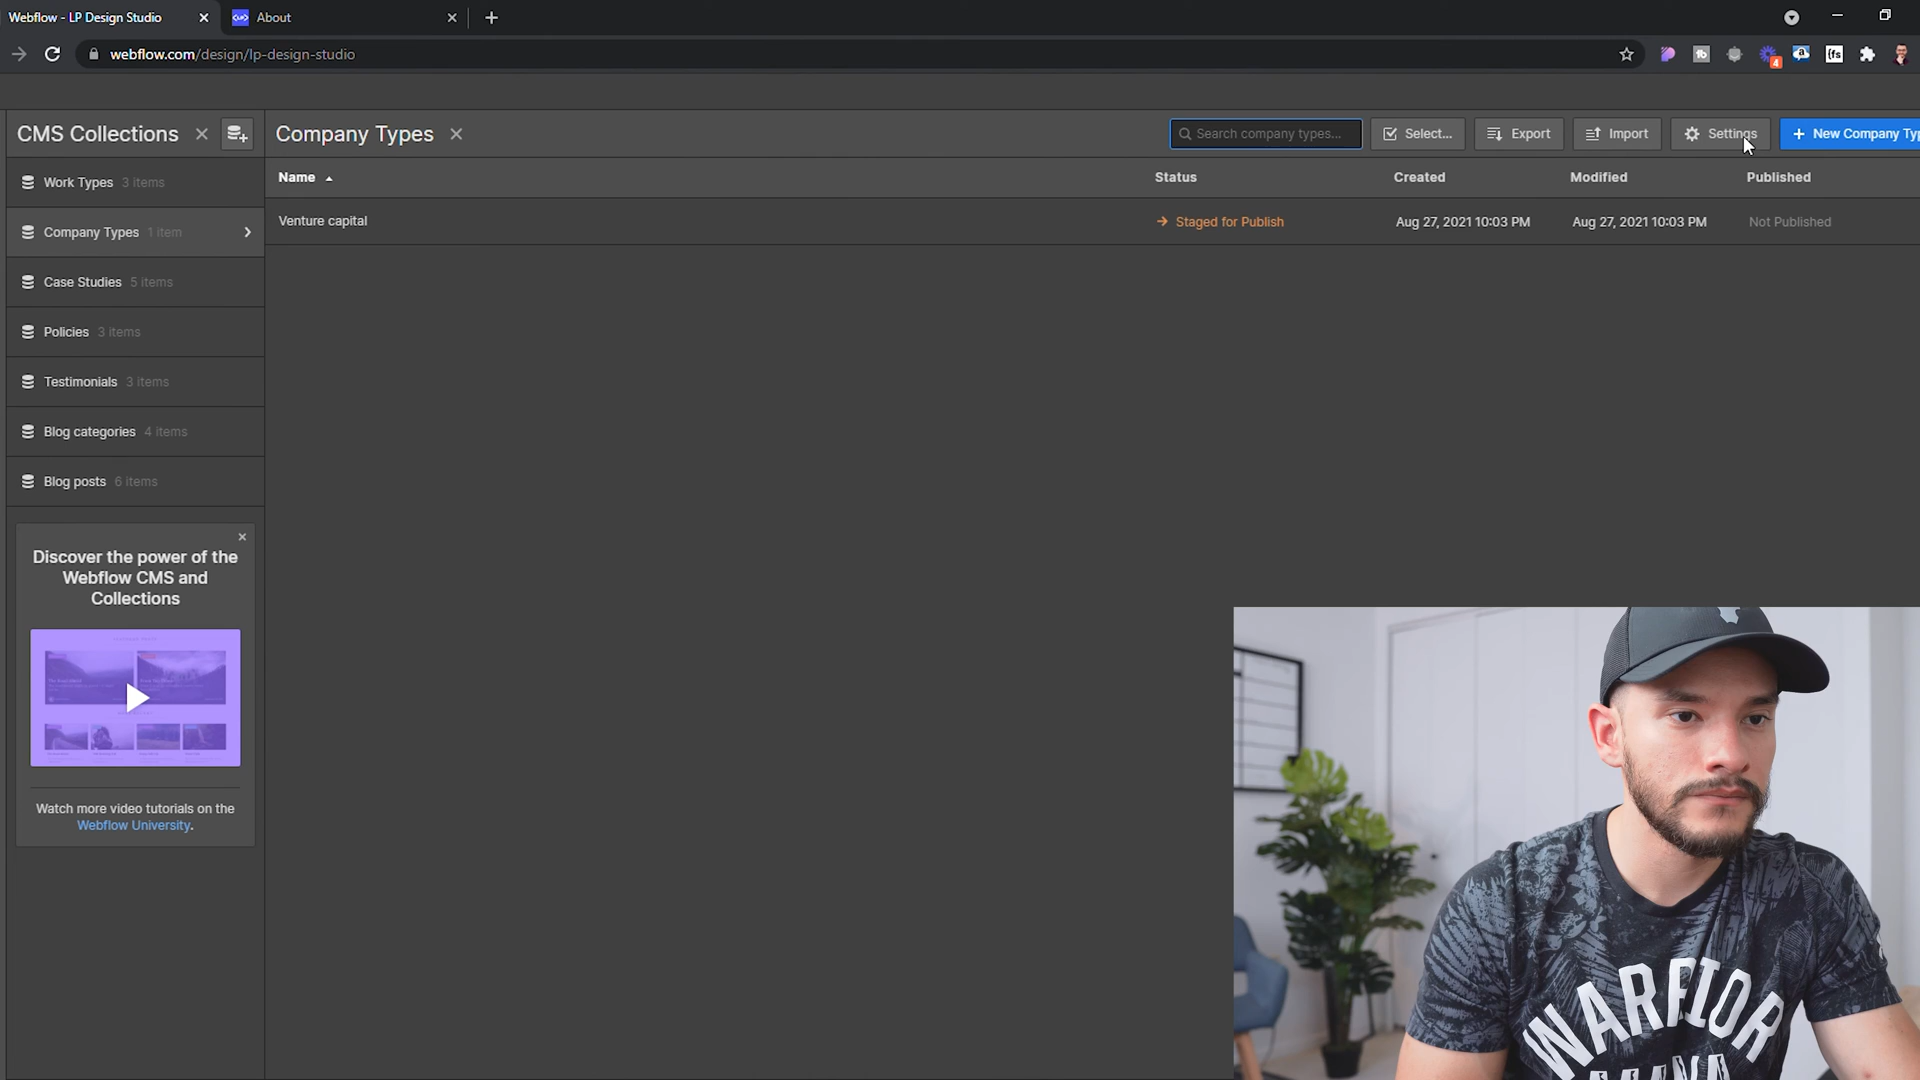 Webflow - LP Design Studio
About
webflow.com/design/lp-design-studio
4
CMS Collections
Company Types
Search company types...
Select...
Export
Import
Settings
New Company Typ
Name
Status
Created
Modified
Published
Work Types 3 items
Venture capital
Staged for Publish
Aug 27, 2021 10:03 PM
Aug 27, 2021 10:03 PM
Not Published
Company Types 1 item
Case Studies 5 items
Policies 3 items
Testimonials 3 items
Blog categories 4 items
Blog posts 6 items
Discover the power of the
Webflow CMS and
Collections
Watch more video tutorials on the
Webflow University.
WARRIOR